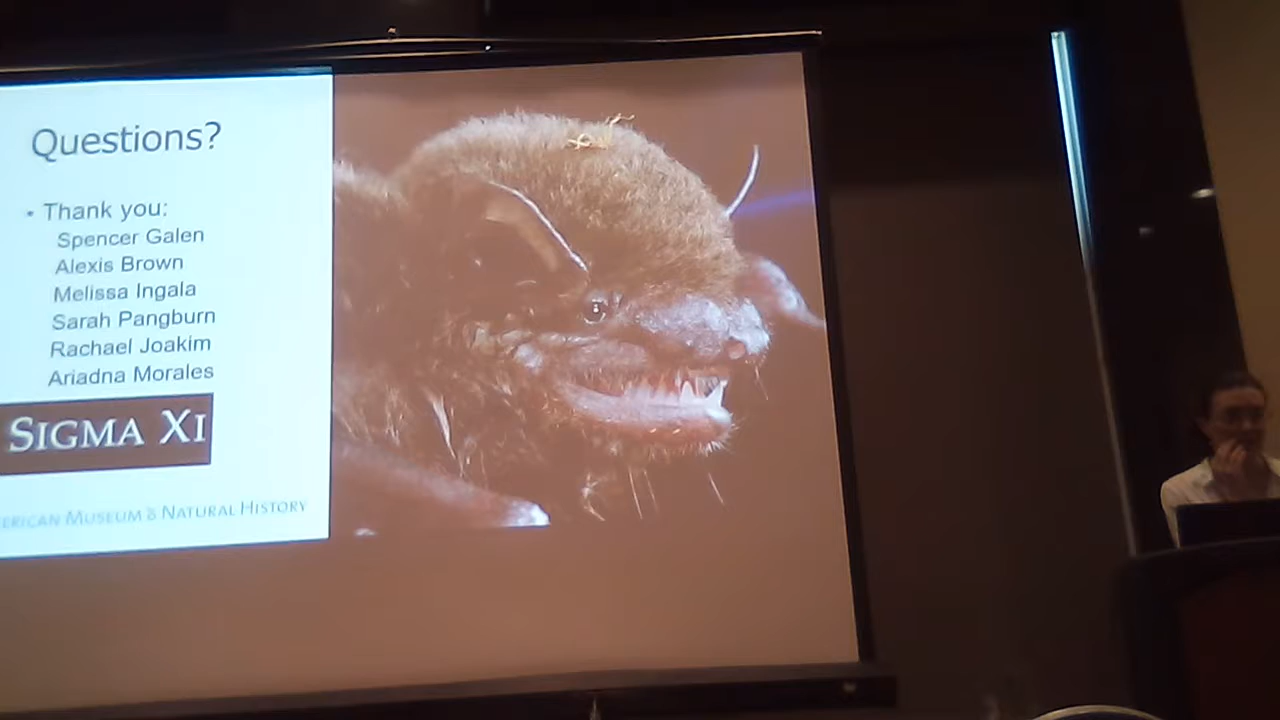 Questions?
• Thank you:
Spencer Galen
Alexis Brown
Melissa Ingala
Sarah Pangburn
Rachael Joakim
Ariadna Morales
SIGMA XI
ERICAN MUSEUM & NATURAL HISTORY